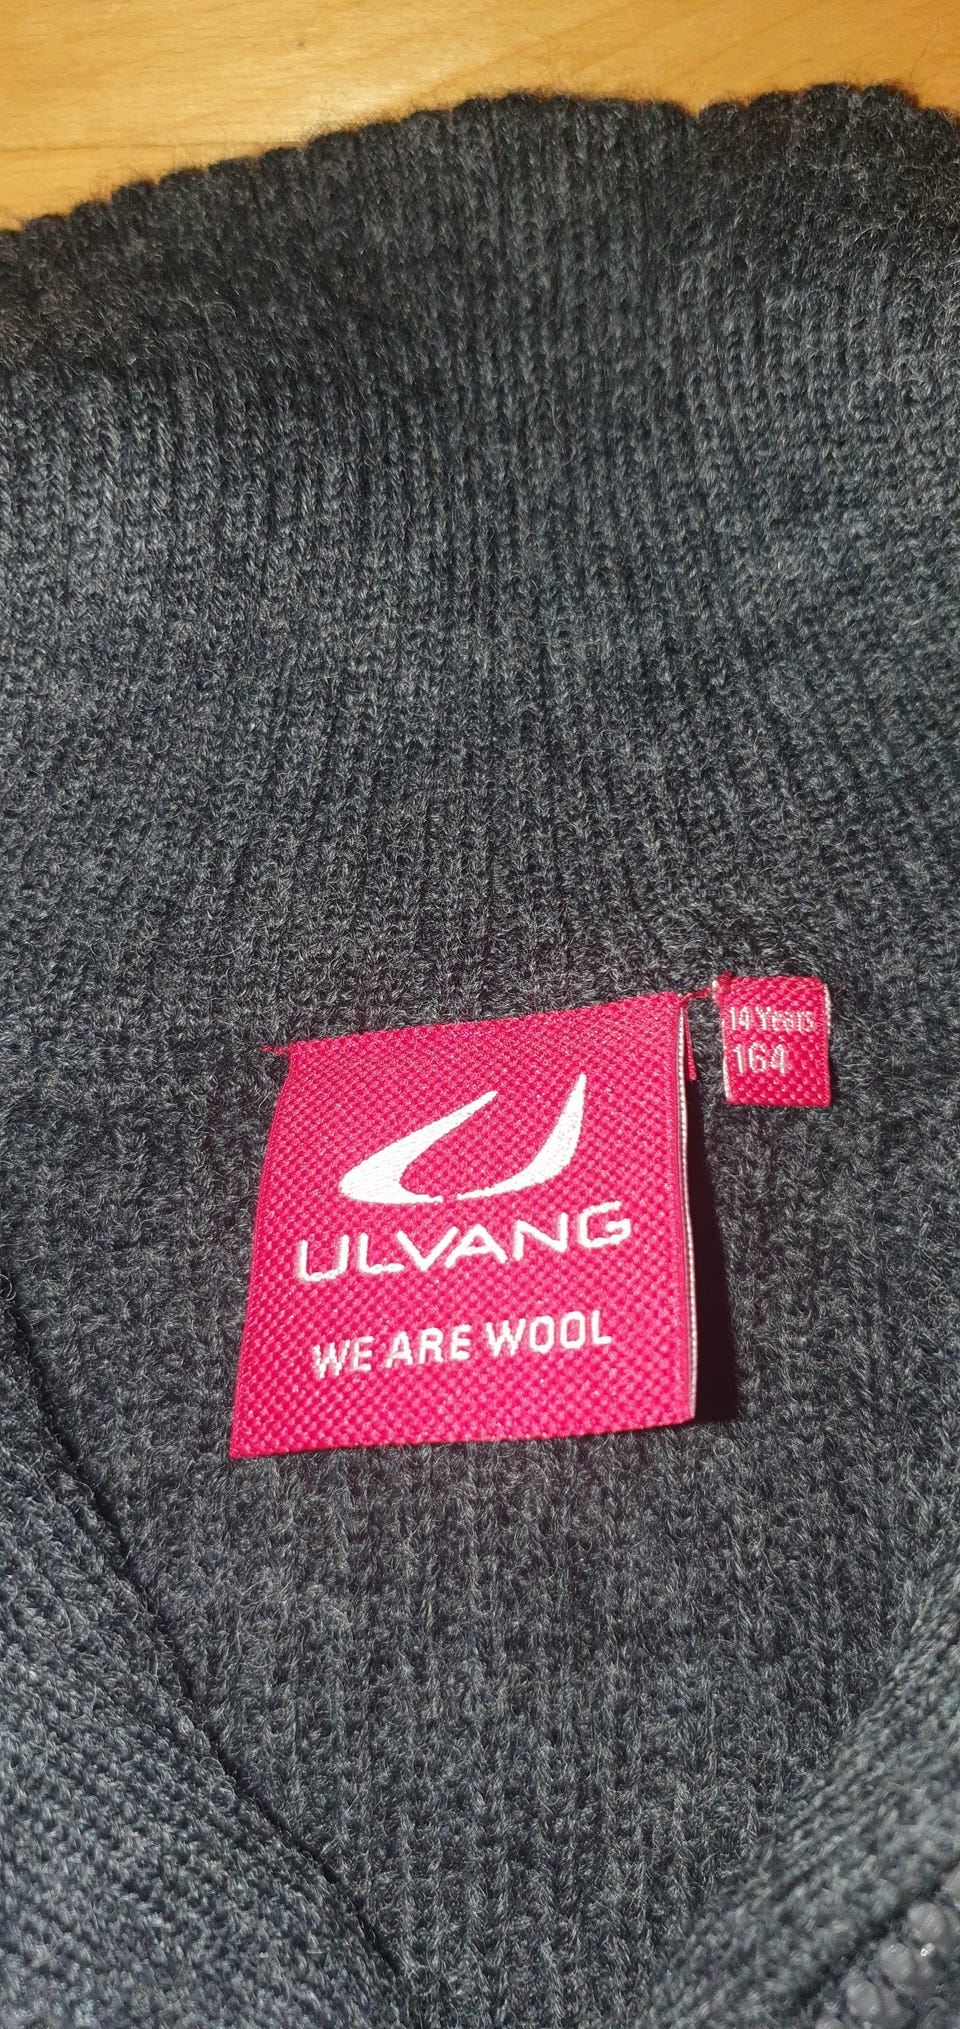 ULVANG
WE ARE WOOL
14 Years
164